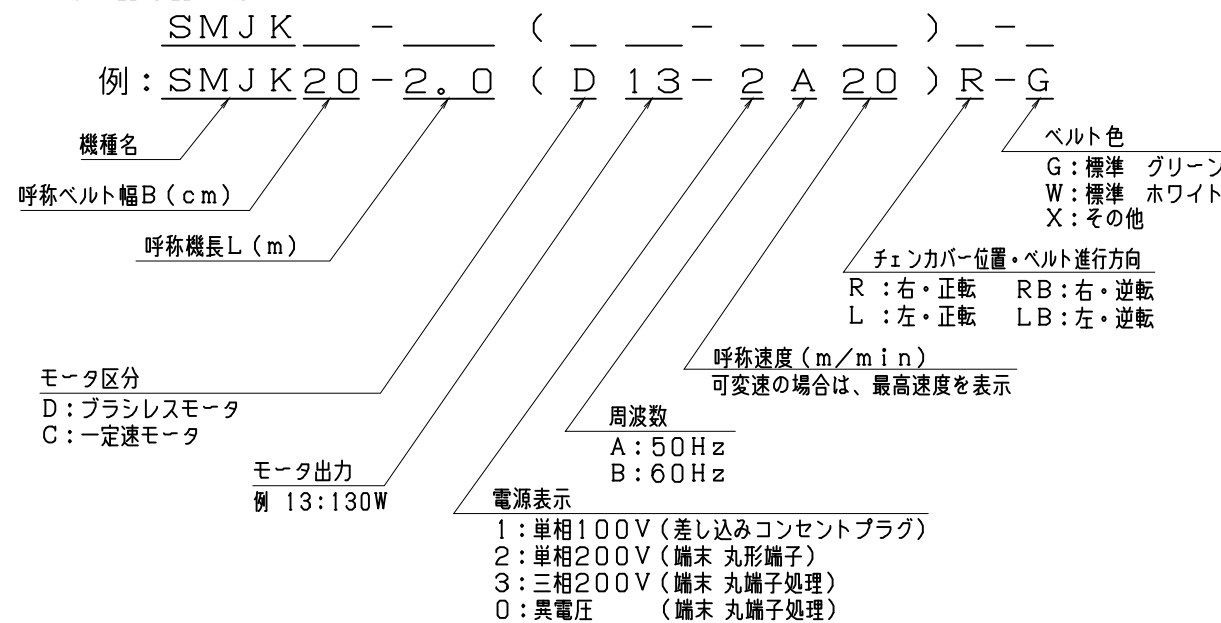 SMJK - ( - ) -
例：SMJK20-2.0（D 13-2 A 20）R-G
機種名
呼称ベルト幅B（cm）
呼称機長L（m）
ベルト色
G：標準 グリーン
W：標準 ホワイト
X：その他
チェンカバー位置・ベルト進行方向
R ：右・正転 RB：右・逆転
L ：左・正転 LB：左・逆転
呼称速度（m／min）
可変速の場合は、最高速度を表示
モータ区分
D：ブラシレスモータ
C：一定速モータ
周波数
A：50Hz
B：60Hz
モータ出力
例 13:130W
電源表示
1：単相100V（差し込みコンセントプラグ）
2：単相200V（端末 丸形端子）
3：三相200V（端末 丸端子処理）
0：異電圧 （端末 丸端子処理）